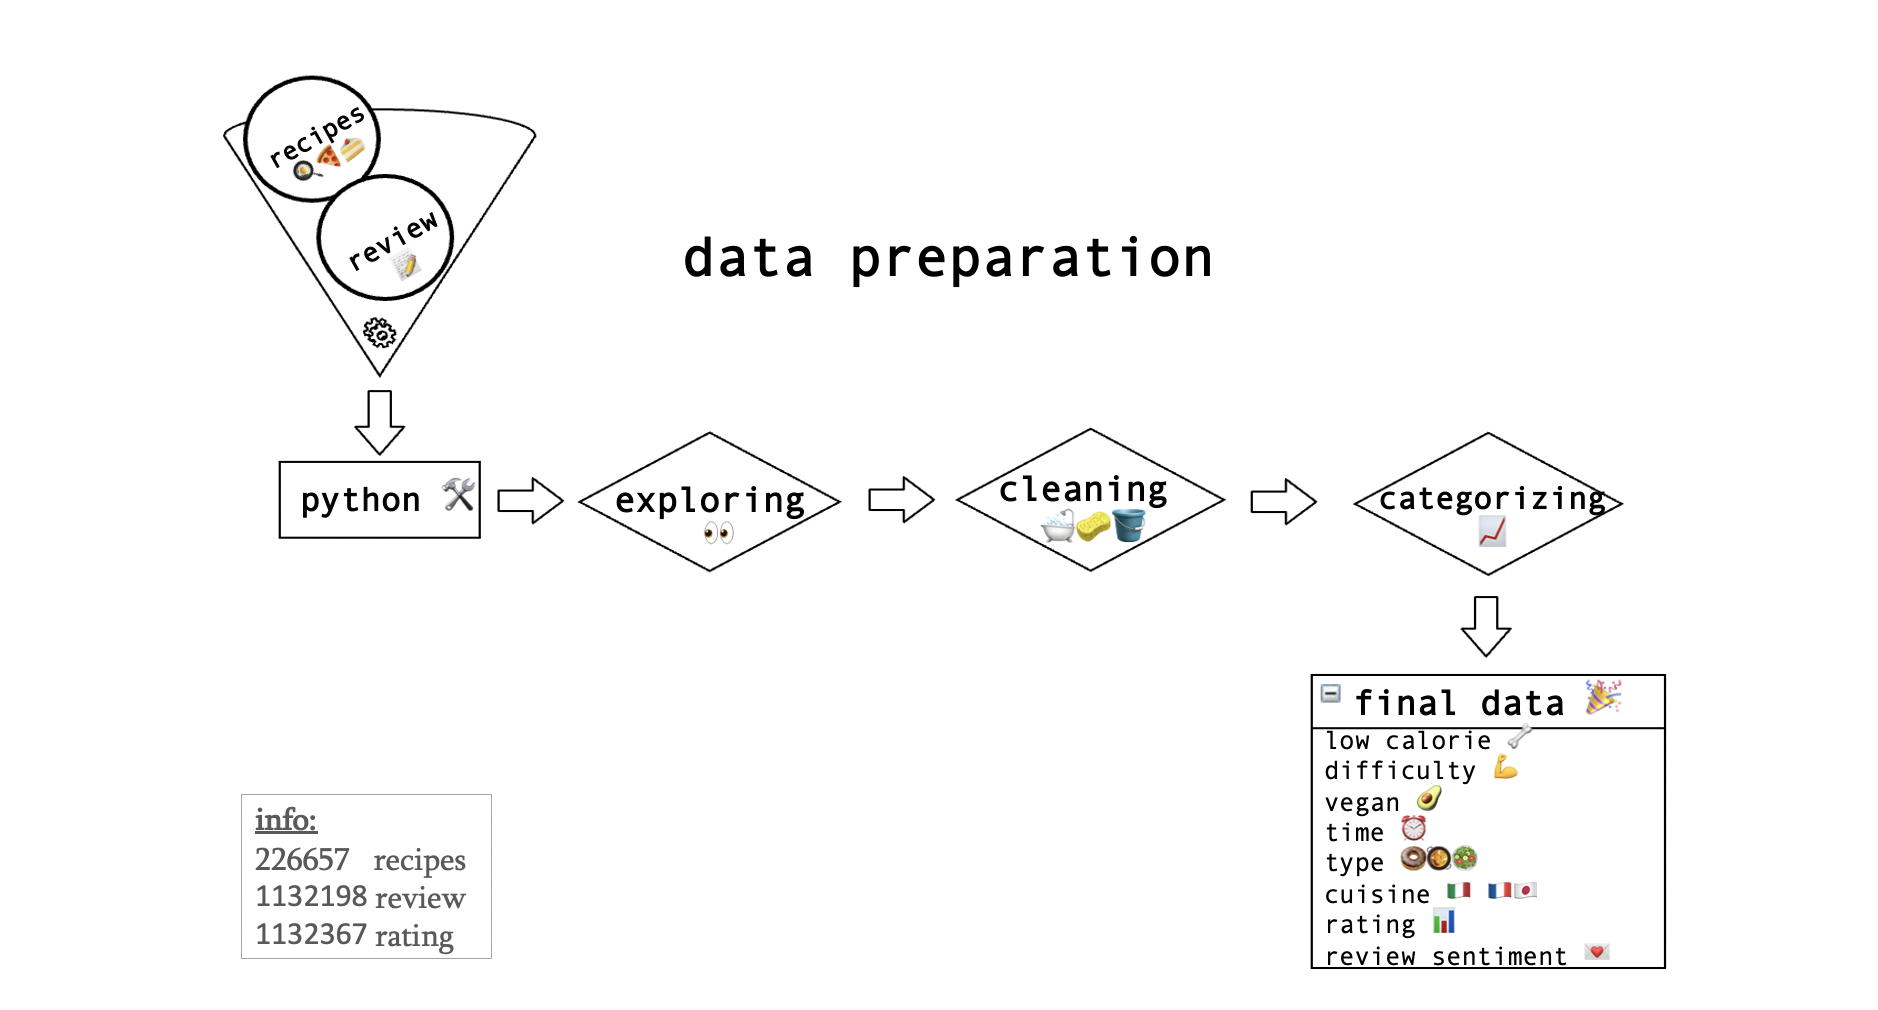 recipes
review
data preparation
python
exploring
cleaning
categorizing
final data
low calorie
difficulty
vegan
time
type
cuisine
rating
review sentiment
info:
226657 recipes
1132198 review
1132367 rating